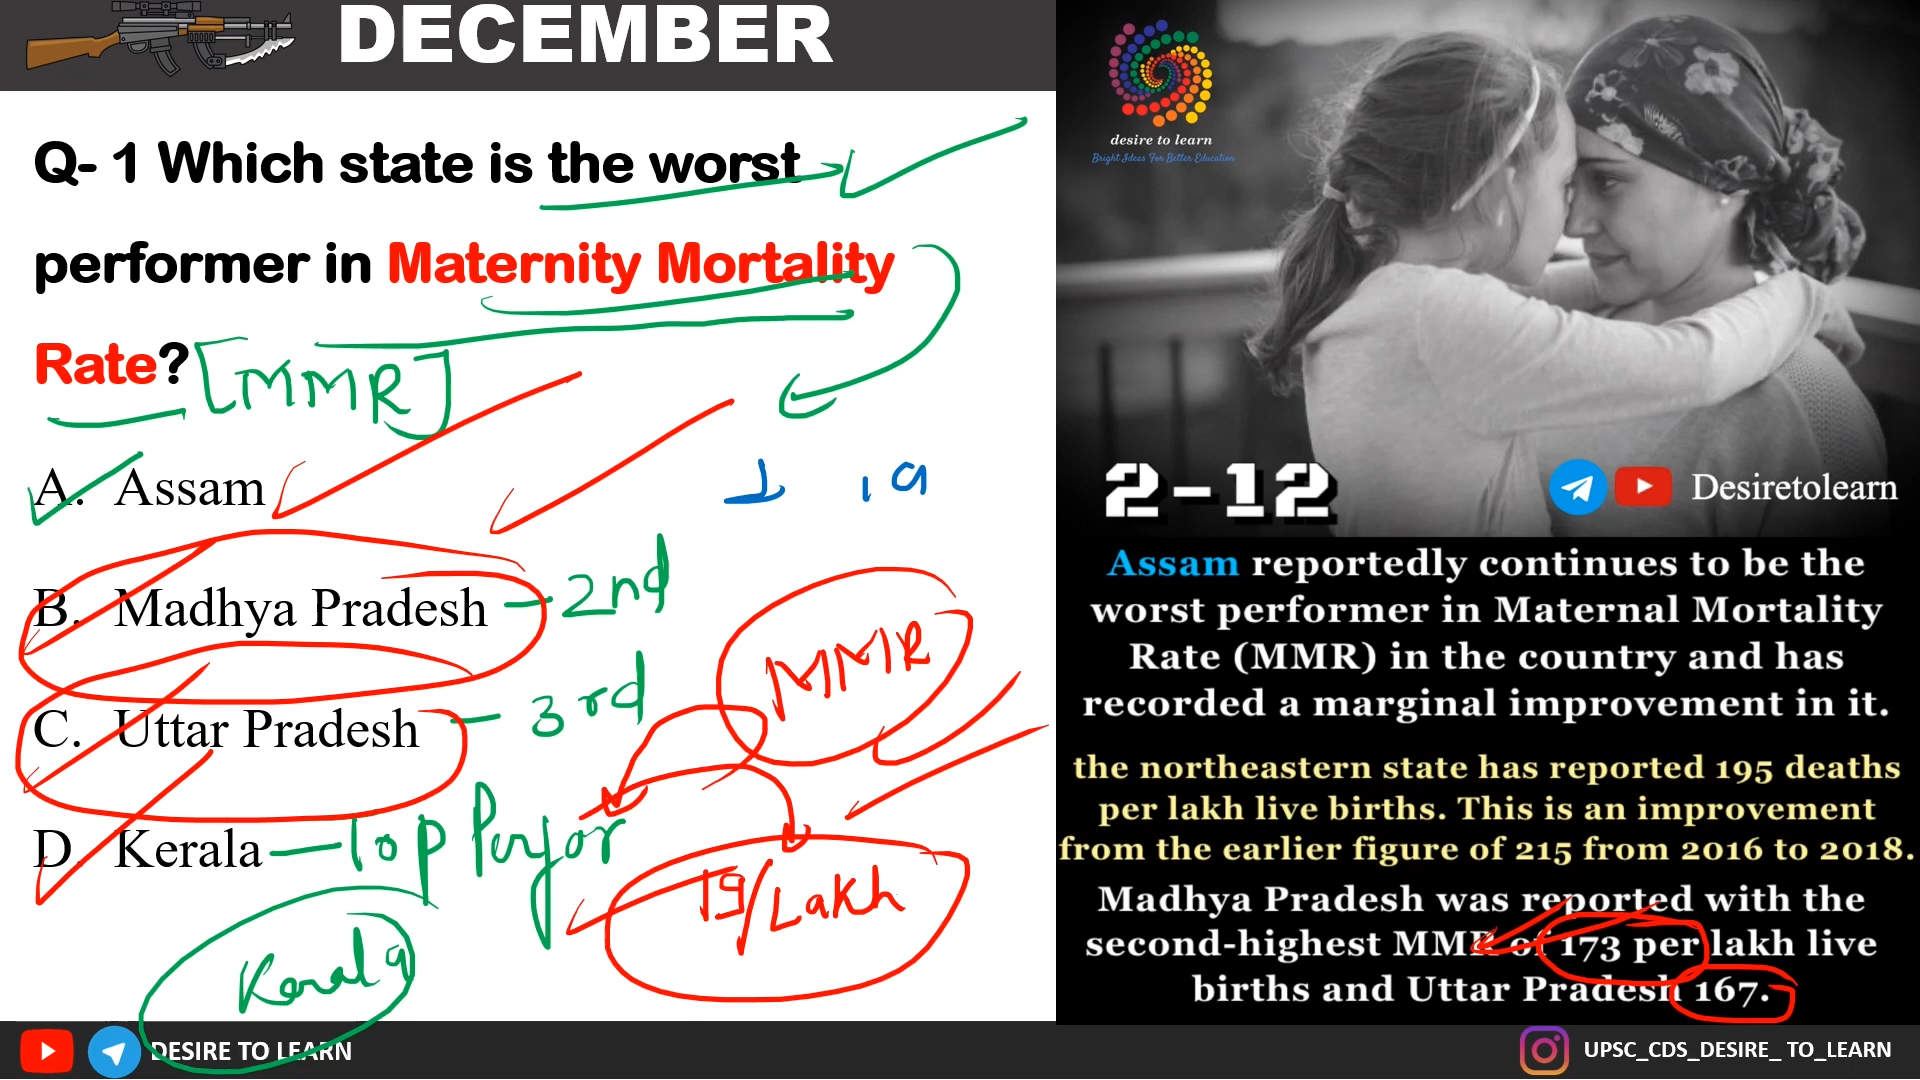 DECEMBER
Q- 1 Which state is the worst
performer in Maternity Mortality
Rate? [MMR]
A. Assam
B. Madhya Pradesh - 2nd
C. Uttar Pradesh - 3rd
D. Kerala - Top Perfor
MMR
19/Lakh
Kerala
DESIRE TO LEARN
desire to learn
Bright Ideas For Better Education
2-12
Desiretolearn
Assam reportedly continues to be the
worst performer in Maternal Mortality
Rate (MMR) in the country and has
recorded a marginal improvement in it.
the northeastern state has reported 195 deaths
per lakh live births. This is an improvement
from the earlier figure of 215 from 2016 to 2018.
Madhya Pradesh was reported with the
second-highest MMR of 173 per lakh live
births and Uttar Pradesh 167.
UPSC_CDS_DESIRE_ TO_LEARN